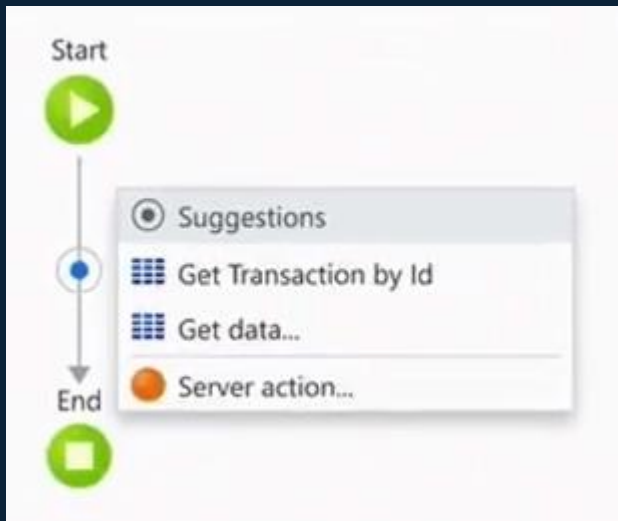 Start
Suggestions
Get Transaction by Id
Get data...
Server action...
End